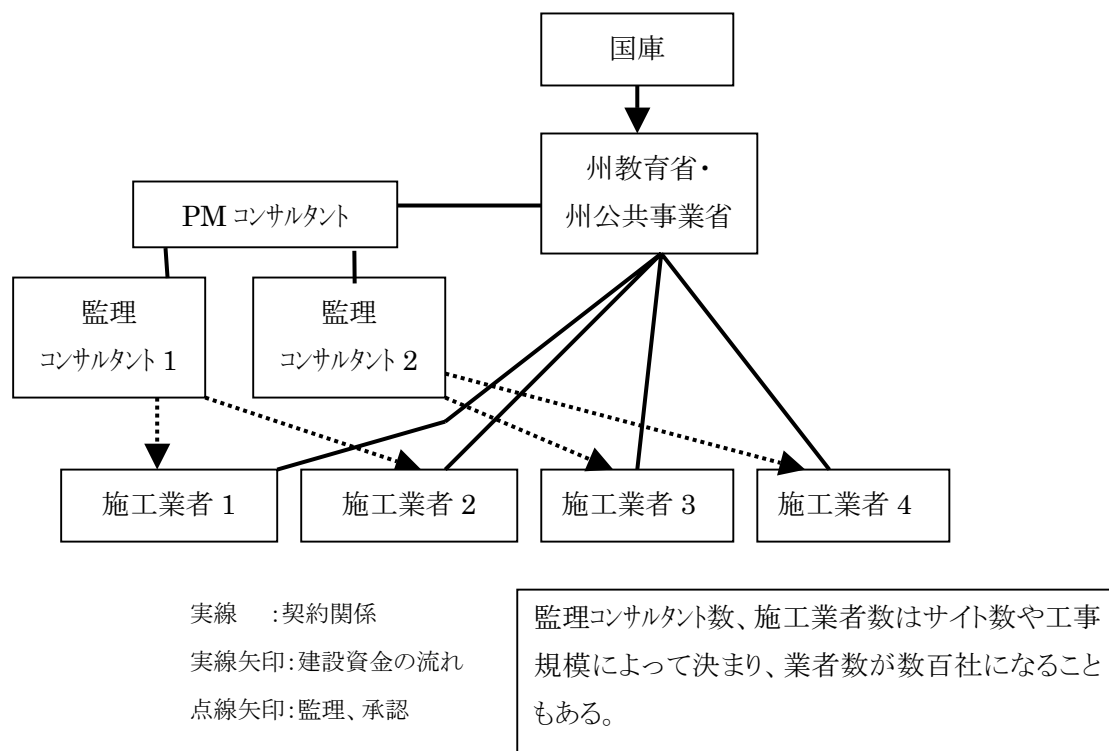 国庫
州教育省・
州公共事業省
PM コンサルタント
監理
コンサルタント 1
監理
コンサルタント 2
施工業者 1
施工業者 2
施工業者 3
施工業者 4
実線 :契約関係
実線矢印:建設資金の流れ
点線矢印:監理、承認
監理コンサルタント数、施工業者数はサイト数や工事
規模によって決まり、業者数が数百社になること
もある。